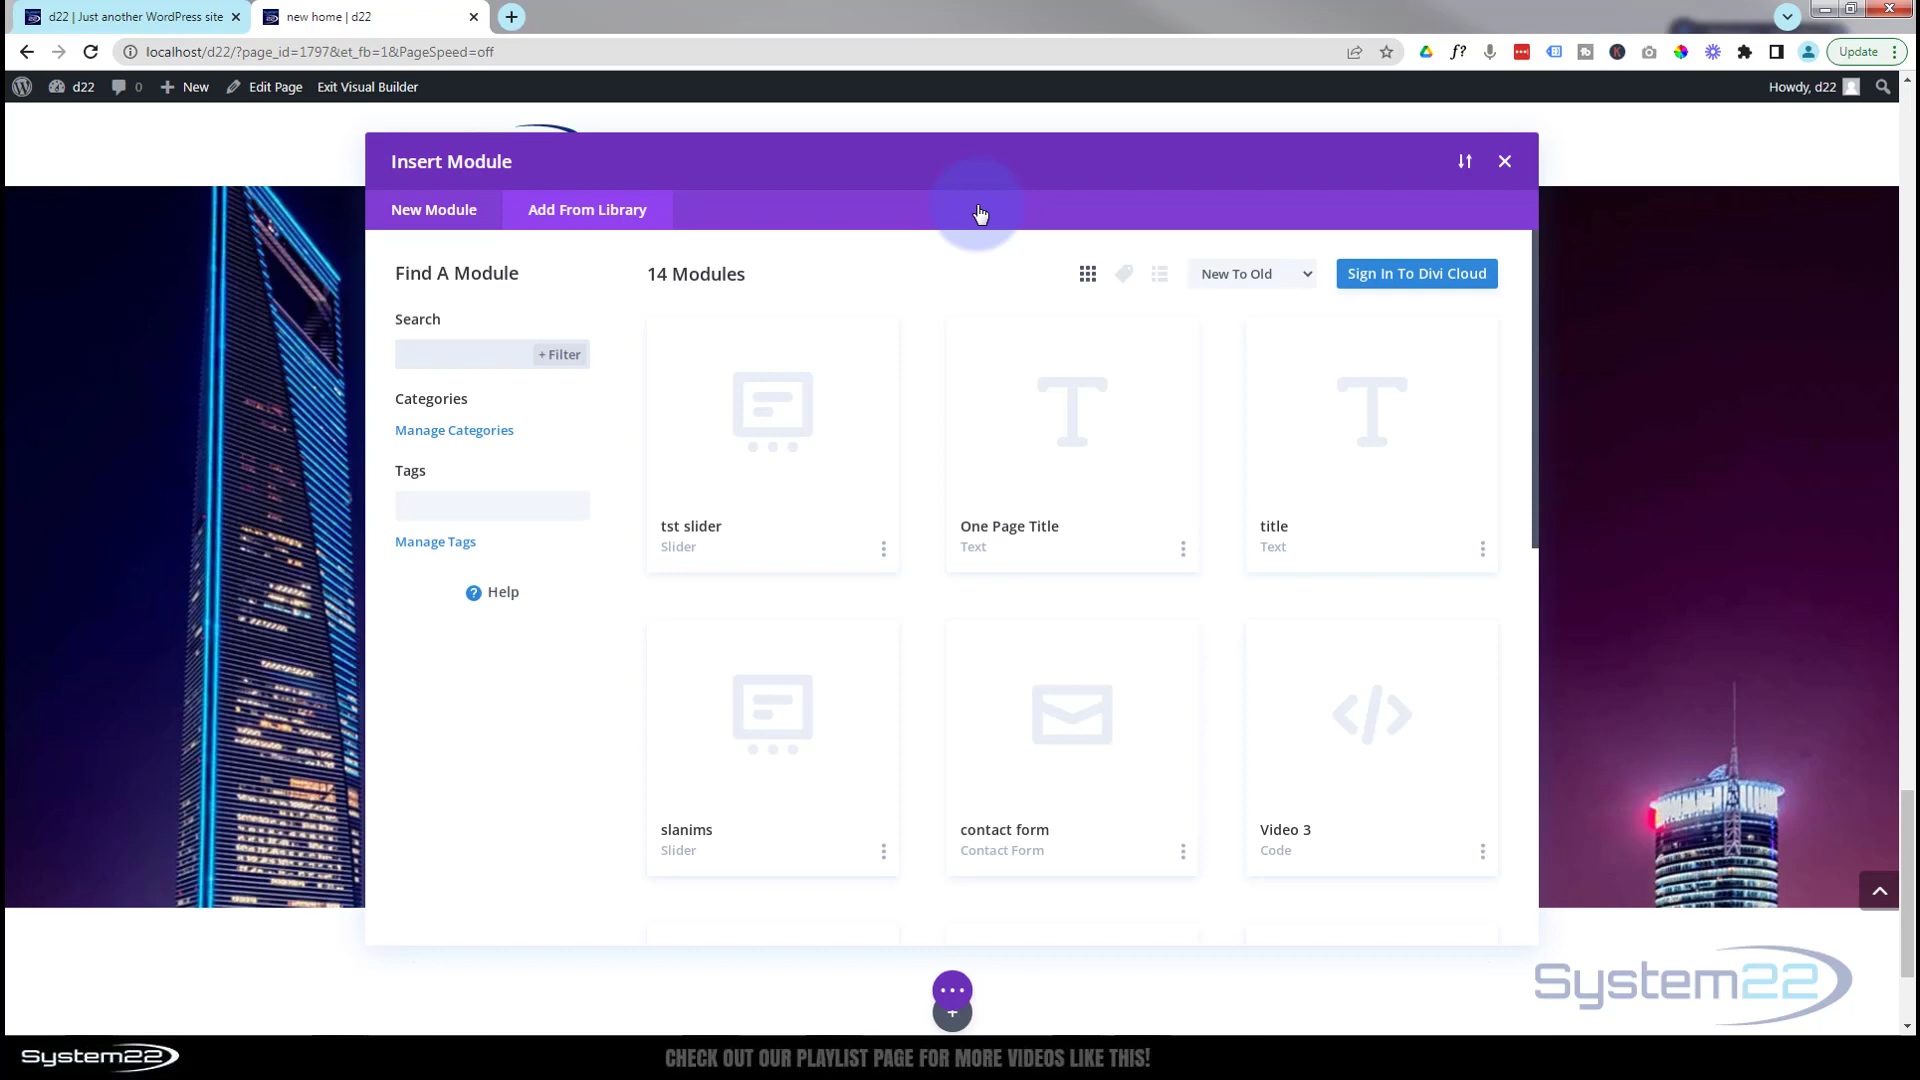 d22 | Just another WordPress site
new home | d22
localhost/d22/?page_id=1797&et_fb=1&PageSpeed=off
Update
d22
0
New
Edit Page
Exit Visual Builder
Howdy, d22
Insert Module
New Module
Add From Library
Find A Module
14 Modules
New To Old
Sign In To Divi Cloud
Search
+ Filter
Categories
Manage Categories
Tags
Manage Tags
? Help
tst slider
Slider
One Page Title
Text
title
Text
slanims
Slider
contact form
Contact Form
Video 3
Code
System22
System22
CHECK OUT OUR PLAYLIST PAGE FOR MORE VIDEOS LIKE THIS!